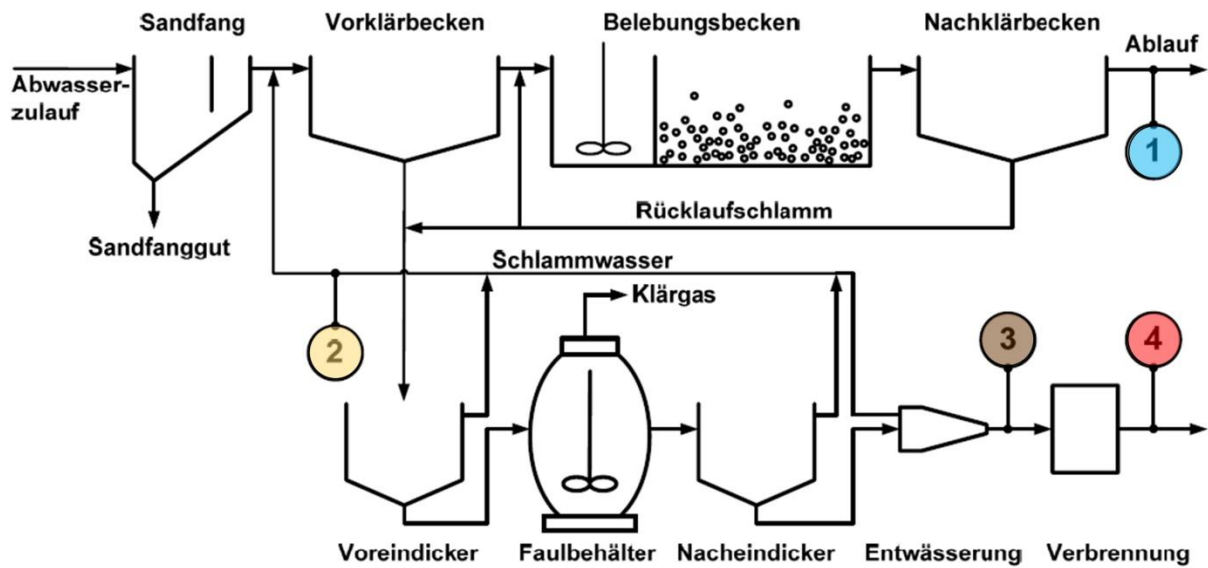 Sandfang
Vorklärbecken
Belebungsbecken
Nachklärbecken
Ablauf
Abwasser-
zulauf
1
Rücklaufschlamm
Sandfanggut
Schlammwasser
Klärgas
2
3
4
Voreindicker
Faulbehälter
Nacheindicker
Entwässerung
Verbrennung